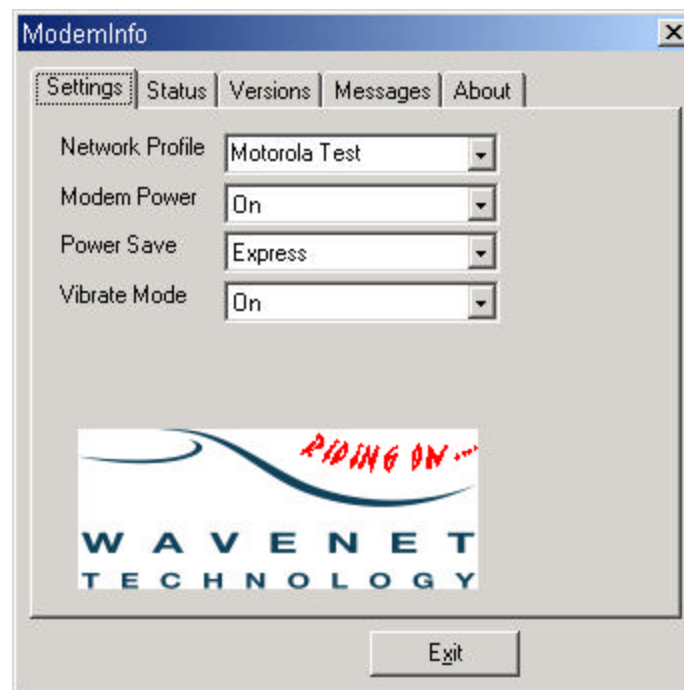 ModemInfo
Settings Status Versions Messages About
Network Profile Motorola Test
Modem Power On
Power Save Express
Vibrate Mode On
RIDING ON ...
WAVENET
TECHNOLOGY
Exit